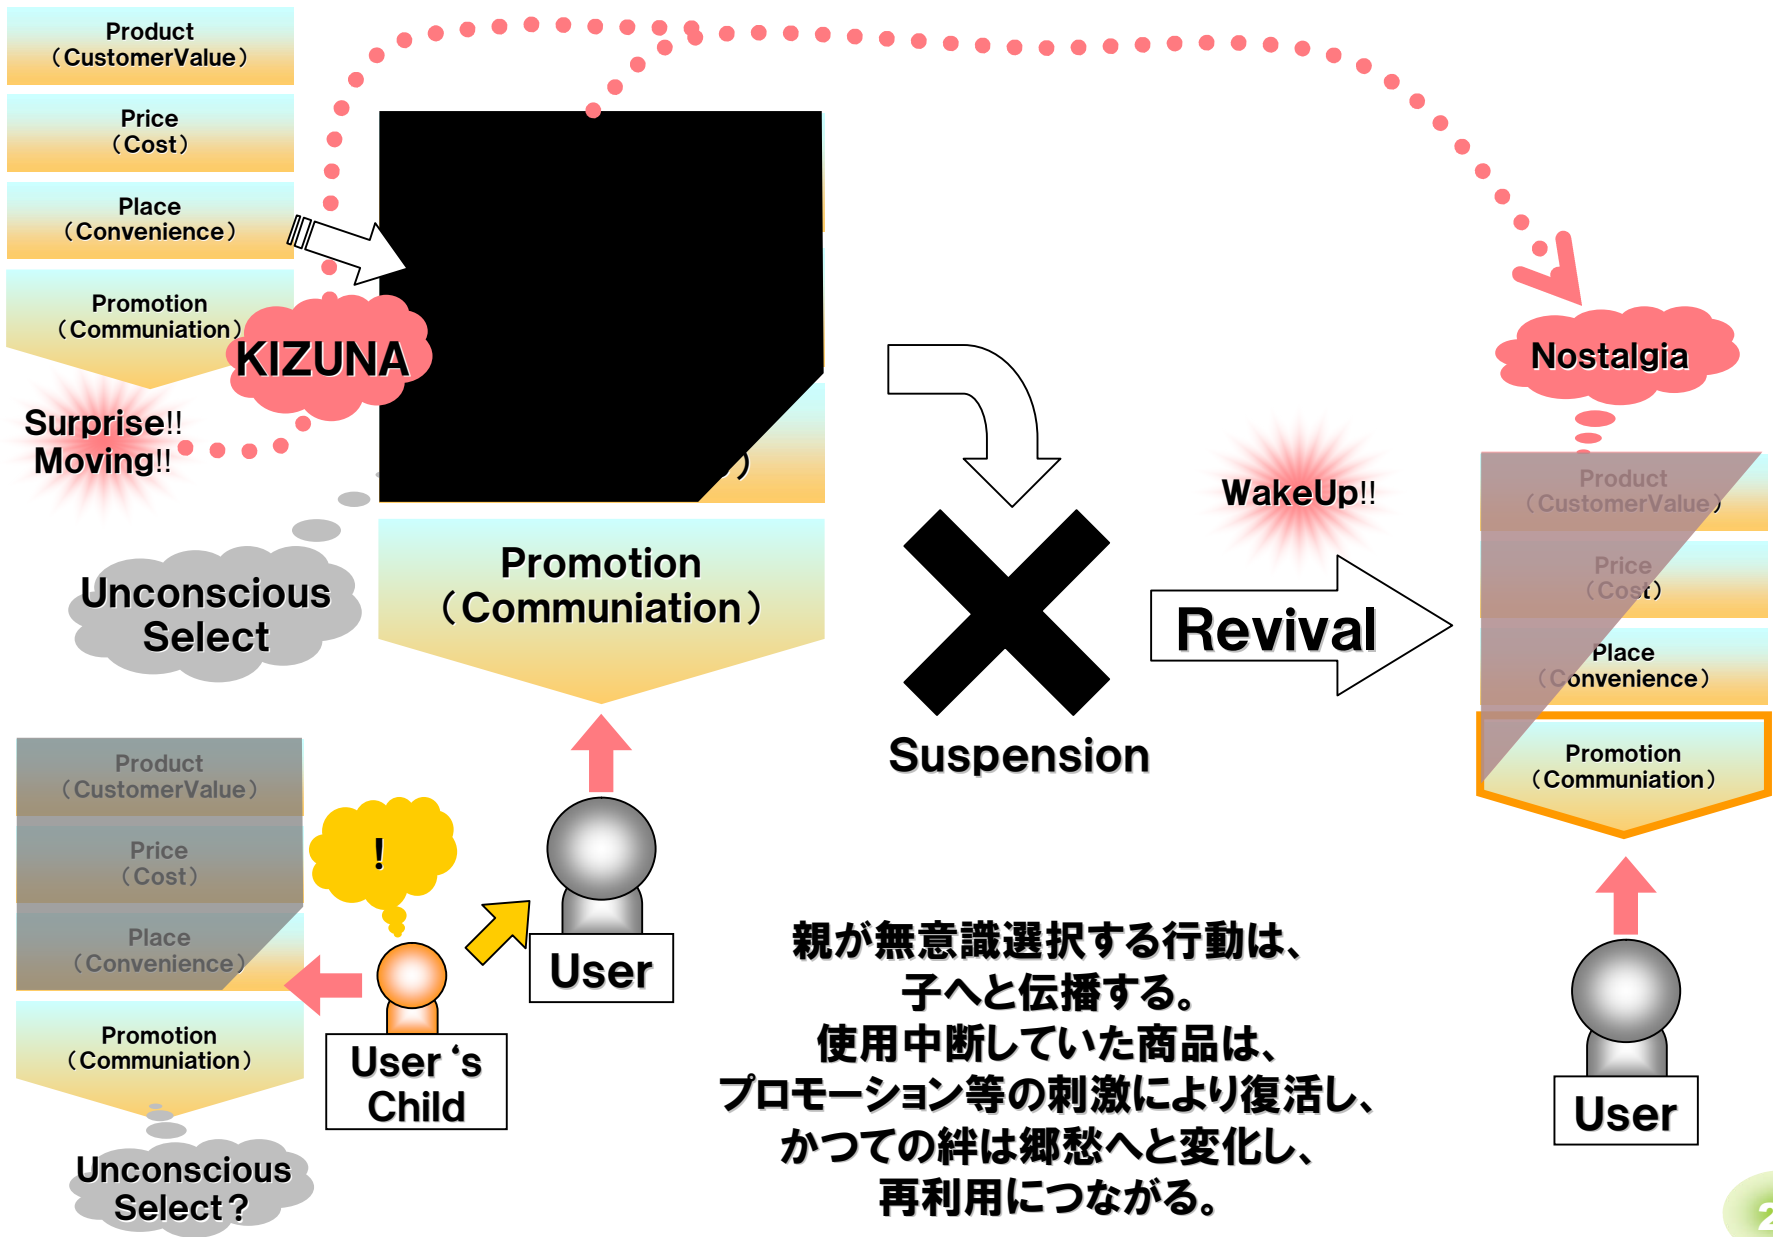 Product
（CustomerValue）
Price
（Cost）
Place
（Convenience）
Promotion
（Communiation）
KIZUNA
Surprise!!
Moving!!
Unconscious
Select
Promotion
（Communiation）
Suspension
WakeUp!!
Revival
Nostalgia
Product
（CustomerValue）
Price
（Cost）
Place
（Convenience）
Promotion
（Communiation）
Product
（CustomerValue）
Price
（Cost）
Place
（Convenience）
Promotion
（Communiation）
Unconscious
Select？
!
User
User‘s
Child
親が無意識選択する行動は、
子へと伝播する。
使用中断していた商品は、
プロモーション等の刺激により復活し、
かつての絆は郷愁へと変化し、
再利用につながる。
User
2